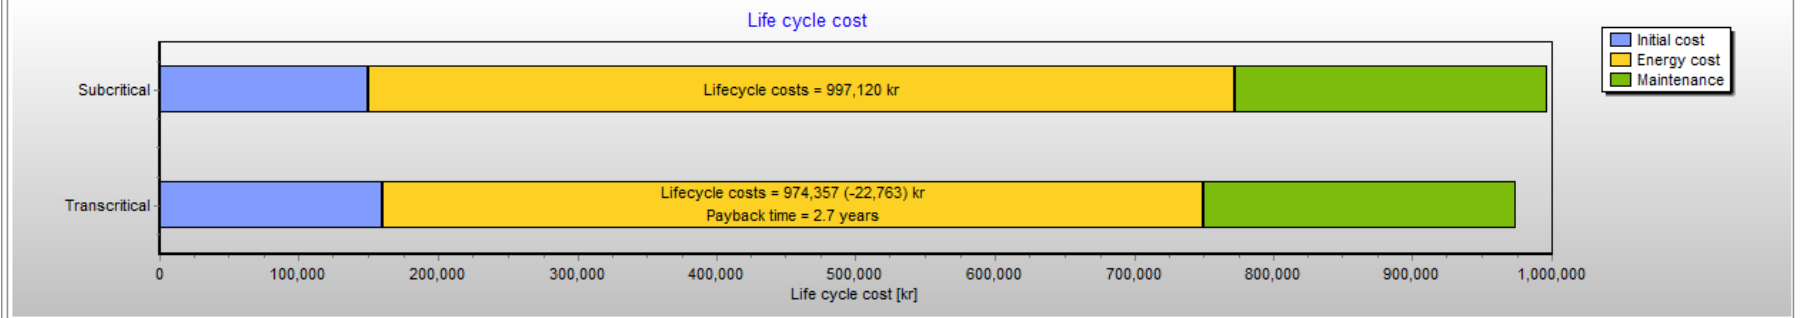 Life cycle cost
Initial cost
Energy cost
Maintenance
Subcritical
Lifecycle costs = 997,120 kr
Transcritical
Lifecycle costs = 974,357 (-22,763) kr
Payback time = 2.7 years
0 100,000 200,000 300,000 400,000 500,000 600,000 700,000 800,000 900,000 1,000,000
Life cycle cost [kr]